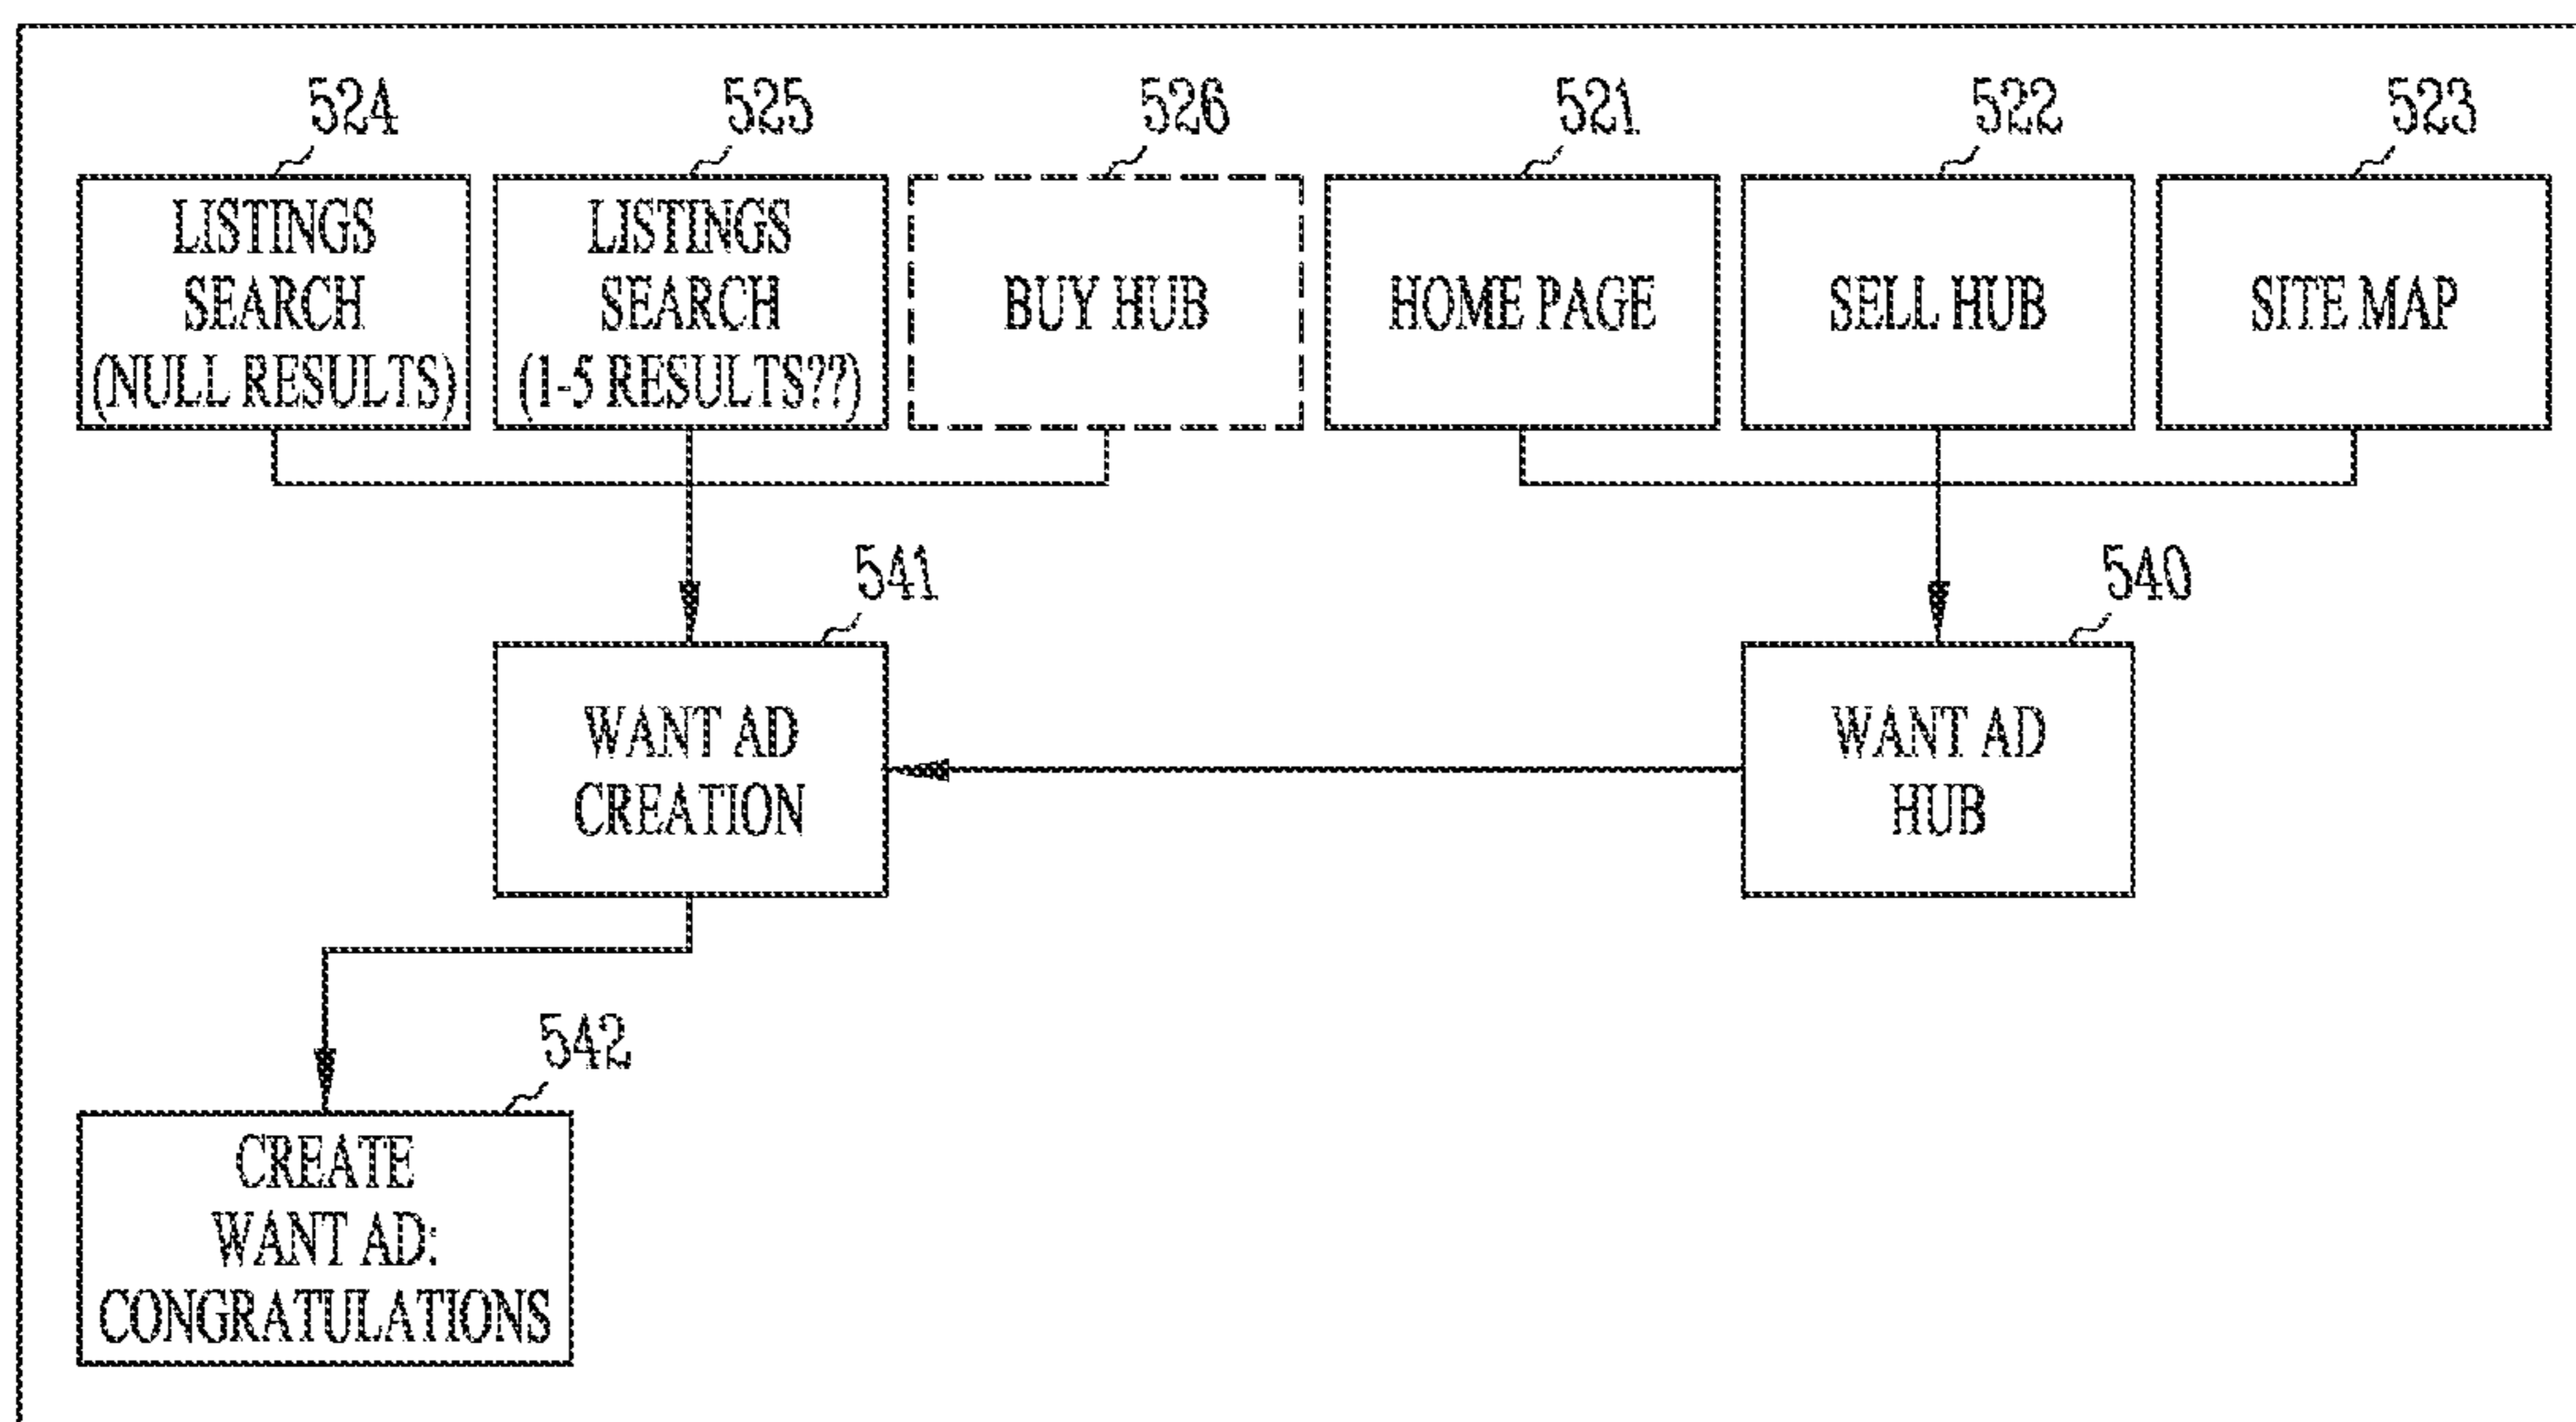 524
525
526
521
522
523
LISTINGS
SEARCH
(NULL RESULTS)
LISTINGS
SEARCH
(1-5 RESULTS??)
BUY HUB
HOME PAGE
SELL HUB
SITE MAP
541
540
WANT AD
CREATION
WANT AD
HUB
542
CREATE
WANT AD:
CONGRATULATIONS